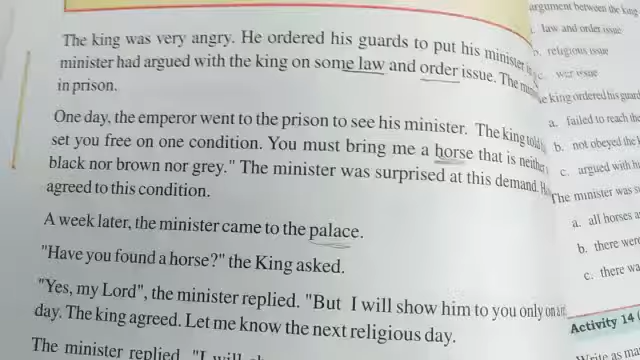 The king was very angry. He ordered his guards to put his minister in
minister had argued with the king on some law and order issue. The
in prison.
One day, the emperor went to the prison to see his minister. The king told
set you free on one condition. You must bring me a horse that is neither
black nor brown nor grey." The minister was surprised at this demand.
agreed to this condition.
A week later, the minister came to the palace.
"Have you found a horse?" the King asked.
"Yes, my Lord", the minister replied. "But I will show him to you only on
day. The king agreed. Let me know the next religious day.
The minister replied "I will
argument between the king
law and order issue
religious issue
c. war issue
king ordered his guard
a. failed to reach the
b. not obeyed the
c. argued with
The minister was
a. all horses
b. there were
c. there
Activity 14
Write as